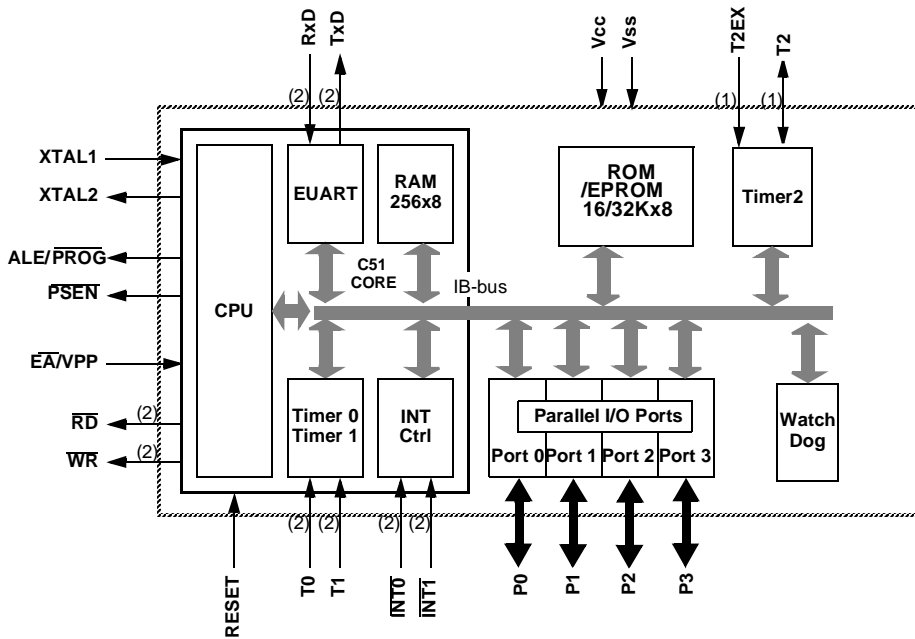 RxD
TxD
Vcc
Vss
T2EX
T2
(2) (2)
(1) (1)
XTAL1
XTAL2
ALE/PROG
PSEN
EA/VPP
RD
(2)
WR
(2)
CPU
EUART
RAM
256x8
C51
CORE
IB-bus
ROM
/EPROM
16/32Kx8
Timer2
Timer 0
Timer 1
INT
Ctrl
Parallel I/O Ports
Port 0 Port 1 Port 2 Port 3
Watch
Dog
(2) (2)
(2) (2)
RESET
T0
T1
INT0
INT1
P0
P1
P2
P3